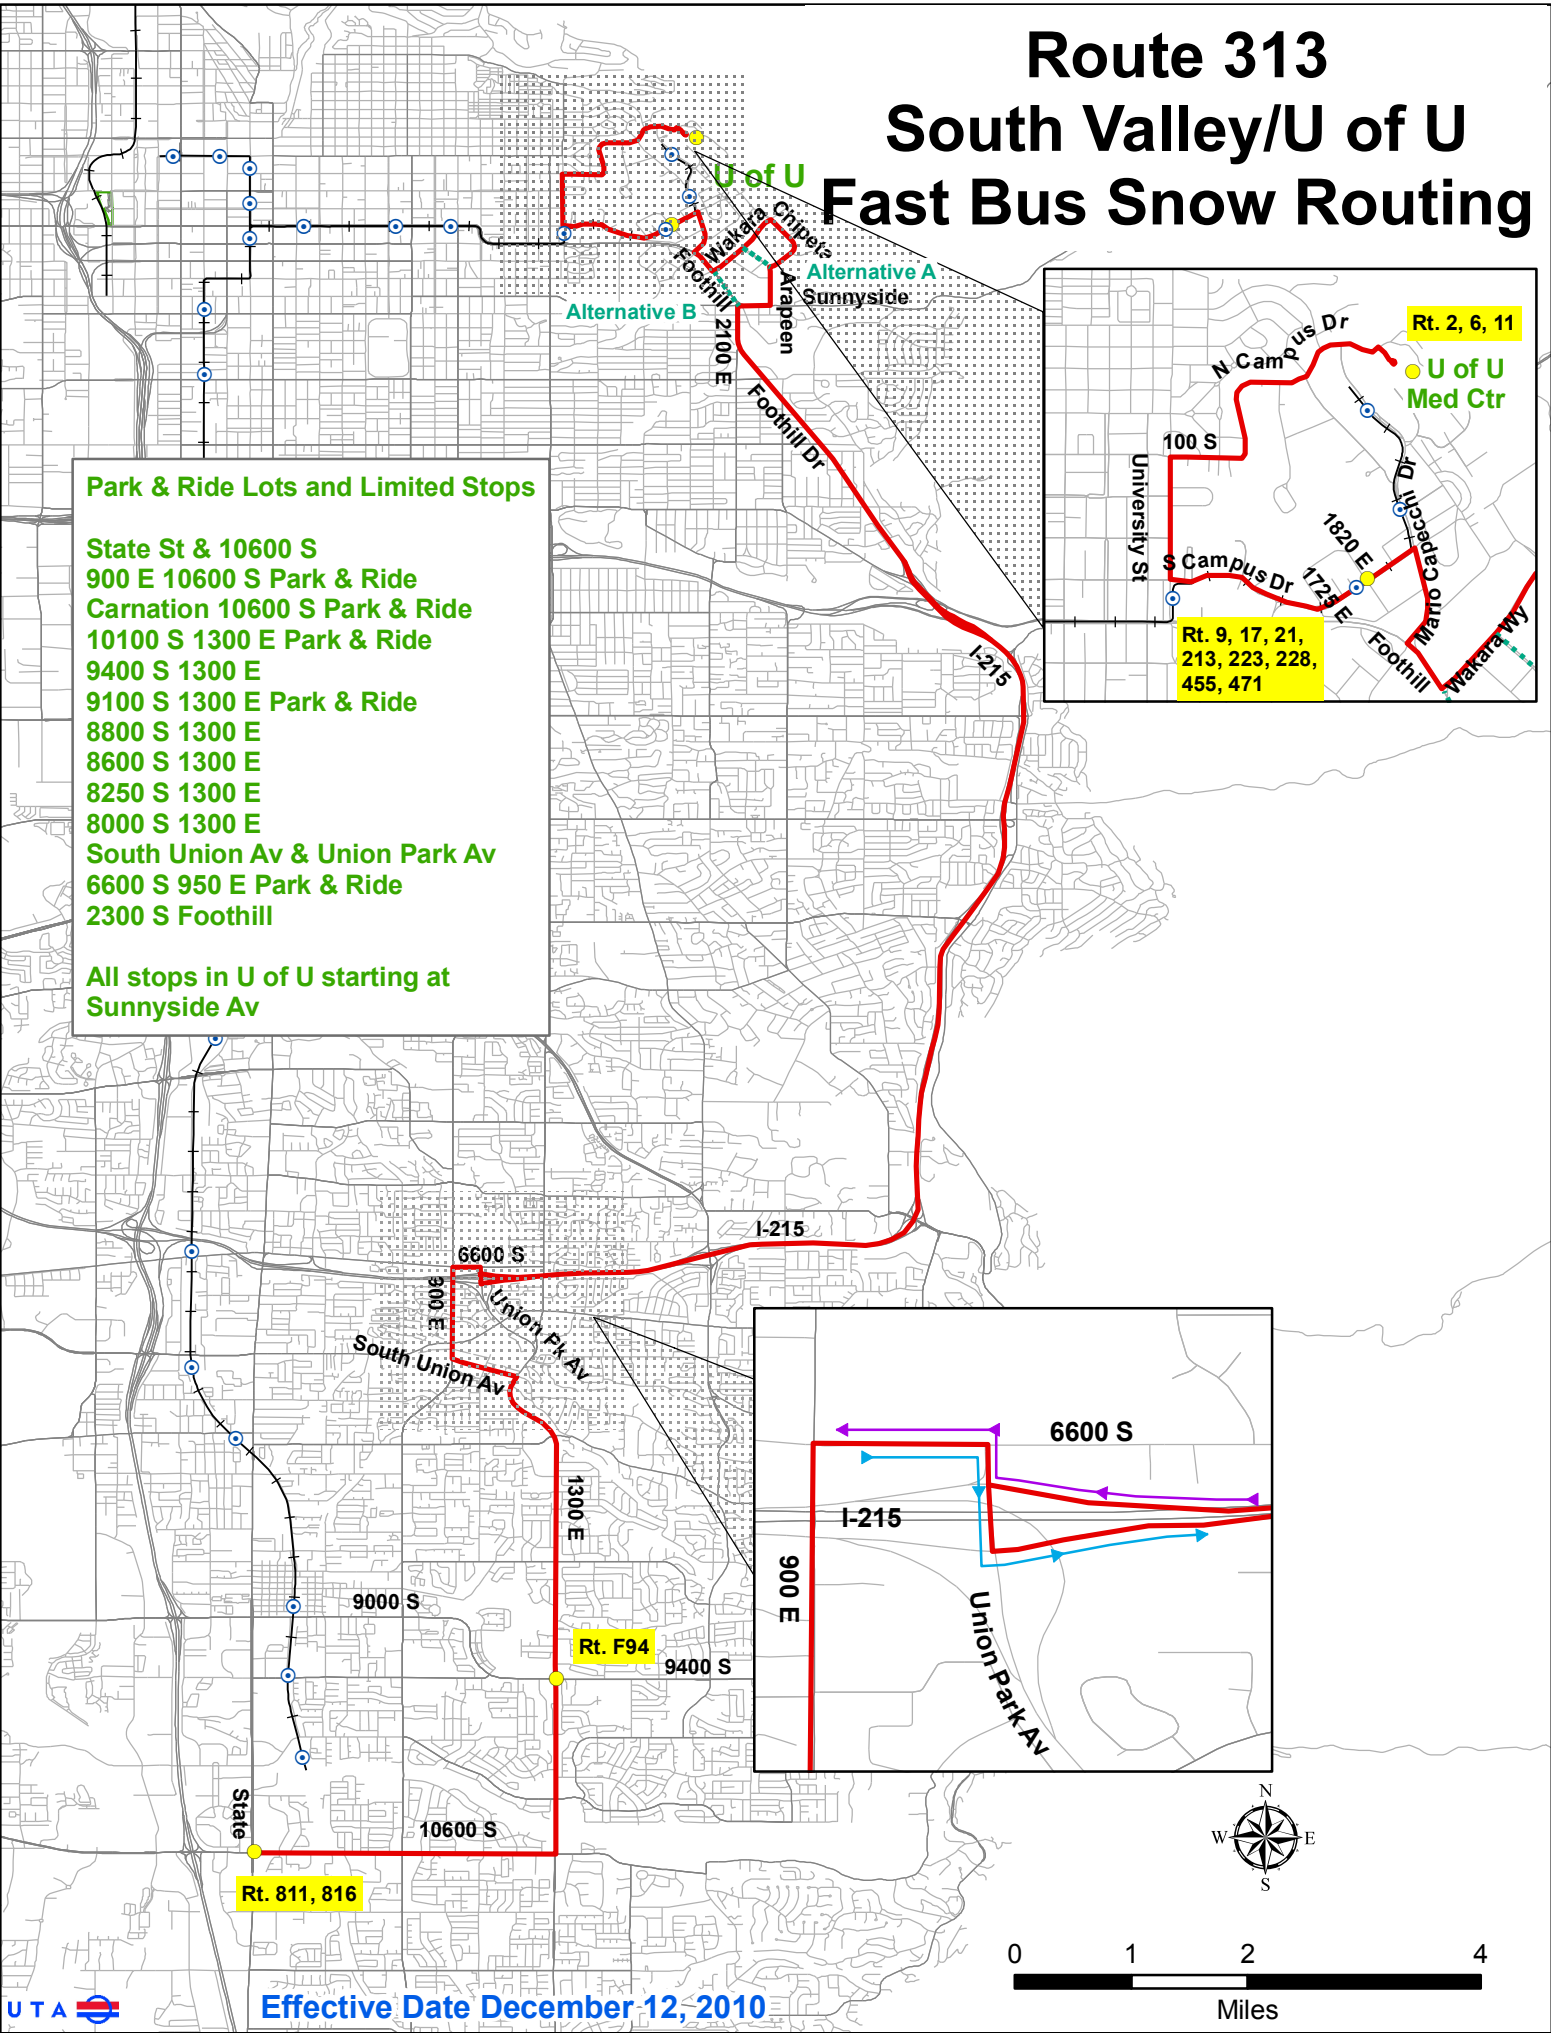 Route 313
South Valley/U of U
Fast Bus Snow Routing
U of U
Wakara
Chipeta
Foothill
Alternative A
Sunnyside
Alternative B
Arapeen
2100 E
Foothill Dr
I-215
Rt. 2, 6, 11
N Campus Dr
U of U
Med Ctr
100 S
University St
Mario Capecchi Dr
1820 E
S Campus Dr
1725 E
Rt. 9, 17, 21,
213, 223, 228,
455, 471
Foothill
Wakara Wy
Park & Ride Lots and Limited Stops
State St & 10600 S
900 E 10600 S Park & Ride
Carnation 10600 S Park & Ride
10100 S 1300 E Park & Ride
9400 S 1300 E
9100 S 1300 E Park & Ride
8800 S 1300 E
8600 S 1300 E
8250 S 1300 E
8000 S 1300 E
South Union Av & Union Park Av
6600 S 950 E Park & Ride
2300 S Foothill
All stops in U of U starting at
Sunnyside Av
I-215
6600 S
900 E
Union Pk Av
South Union Av
1300 E
6600 S
I-215
900 E
Union Park Av
9000 S
Rt. F94
9400 S
State
10600 S
Rt. 811, 816
N
W
E
S
0 1 2 4
Miles
UTA
Effective Date December 12, 2010